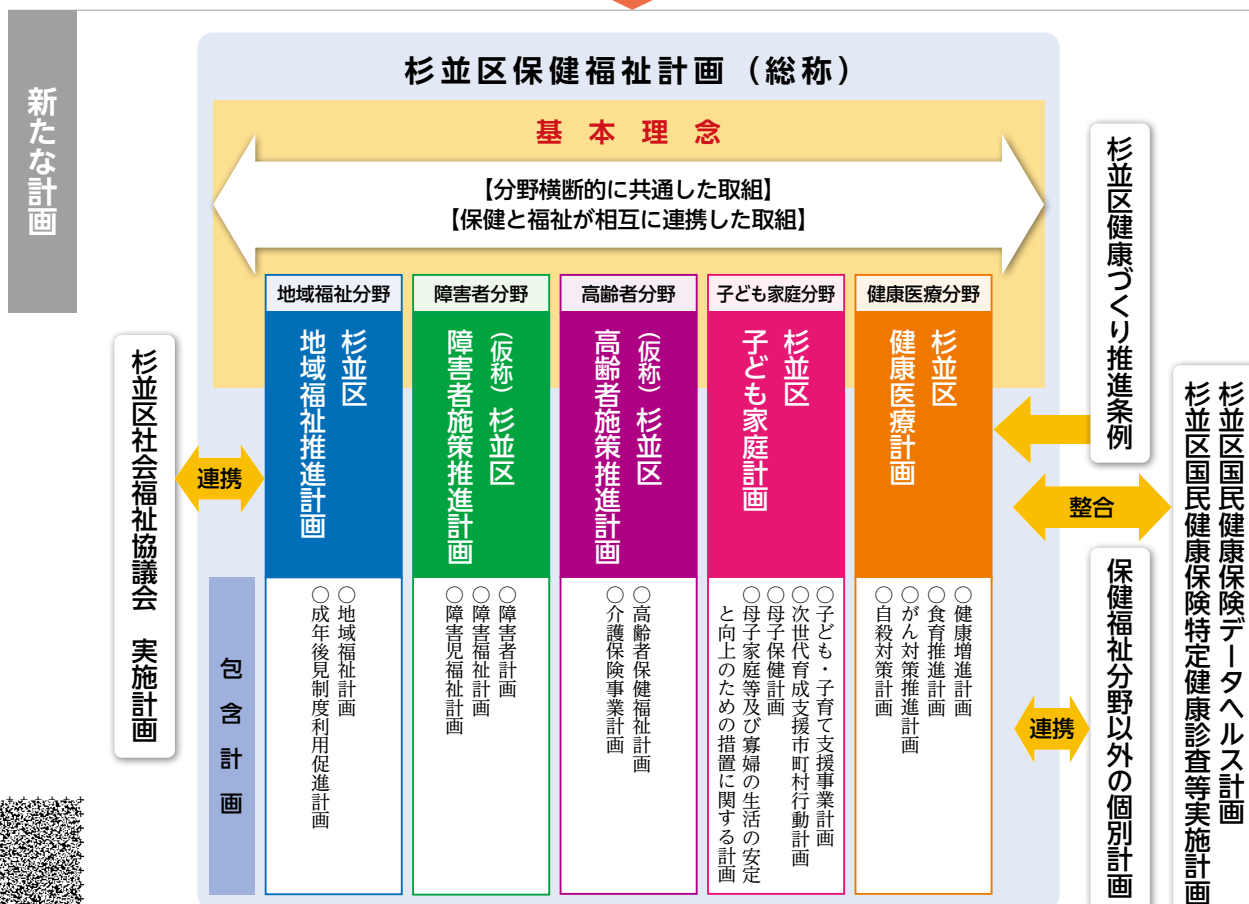 新たな計画
杉並区保健福祉計画（総称）
基本理念
【分野横断的に共通した取組】
【保健と福祉が相互に連携した取組】
地域福祉分野
杉並区
地域福祉推進計画
障害者分野
（仮称）杉並区
障害者施策推進計画
高齢者分野
（仮称）杉並区
高齢者施策推進計画
子ども家庭分野
杉並区
子ども家庭計画
健康医療分野
杉並区
健康医療計画
包含計画
○地域福祉計画
○成年後見制度利用促進計画
○障害者計画
○障害福祉計画
○障害児福祉計画
○高齢者保健福祉計画
○介護保険事業計画
○子ども・子育て支援事業計画
○次世代育成支援市町村行動計画
○母子保健計画
○母子家庭等及び寡婦の生活の安定
と向上のための措置に関する計画
○健康増進計画
○食育推進計画
○がん対策推進計画
○自殺対策計画
杉並区社会福祉協議会　実施計画
連携
杉並区健康づくり推進条例
整合
杉並区国民健康保険データヘルス計画
杉並区国民健康保険特定健康診査等実施計画
連携
保健福祉分野以外の個別計画